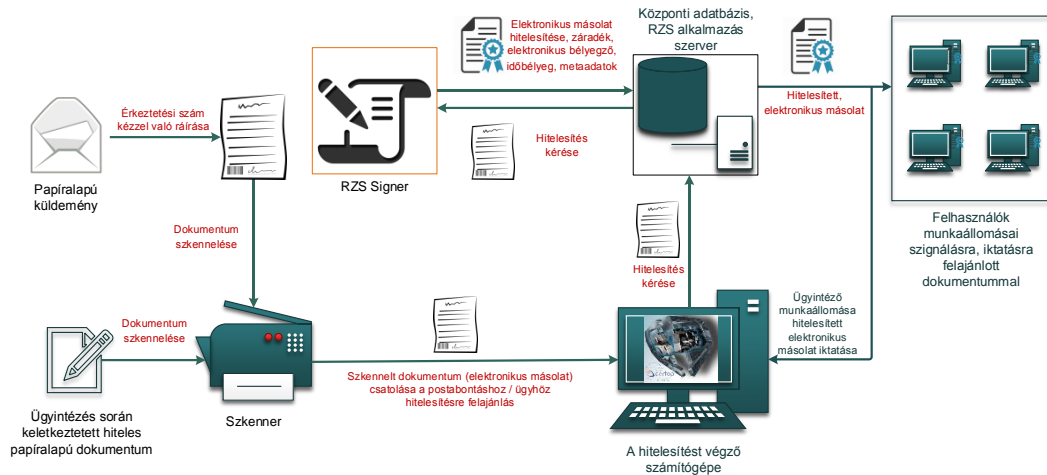 Elektronikus másolat
hitelesítése, záradék,
elektronikus bélyegző,
időbélyeg, metaadatok
Központi adatbázis,
RZS alkalmazás
szerver
Érkeztetési szám
kézzel való ráírása
Hitelesített,
elektronikus másolat
Hitelesítés
kérése
Papíralapú
küldemény
RZS Signer
Felhasználók
munkaállomásai
szignálásra, iktatásra
felajánlott
dokumentummal
Dokumentum
szkennelése
Hitelesítés
kérése
Ügyintéző
munkaállomása
hitelesített
elektronikus
másolat iktatása
Dokumentum
szkennelése
Szkennelt dokumentum (elektronikus másolat)
csatolása a postabontáshoz / ügyhöz
hitelesítésre felajánlás
Ügyintézés során
keletkeztetett hiteles
papíralapú dokumentum
Szkenner
A hitelesítést végző
számítógépe